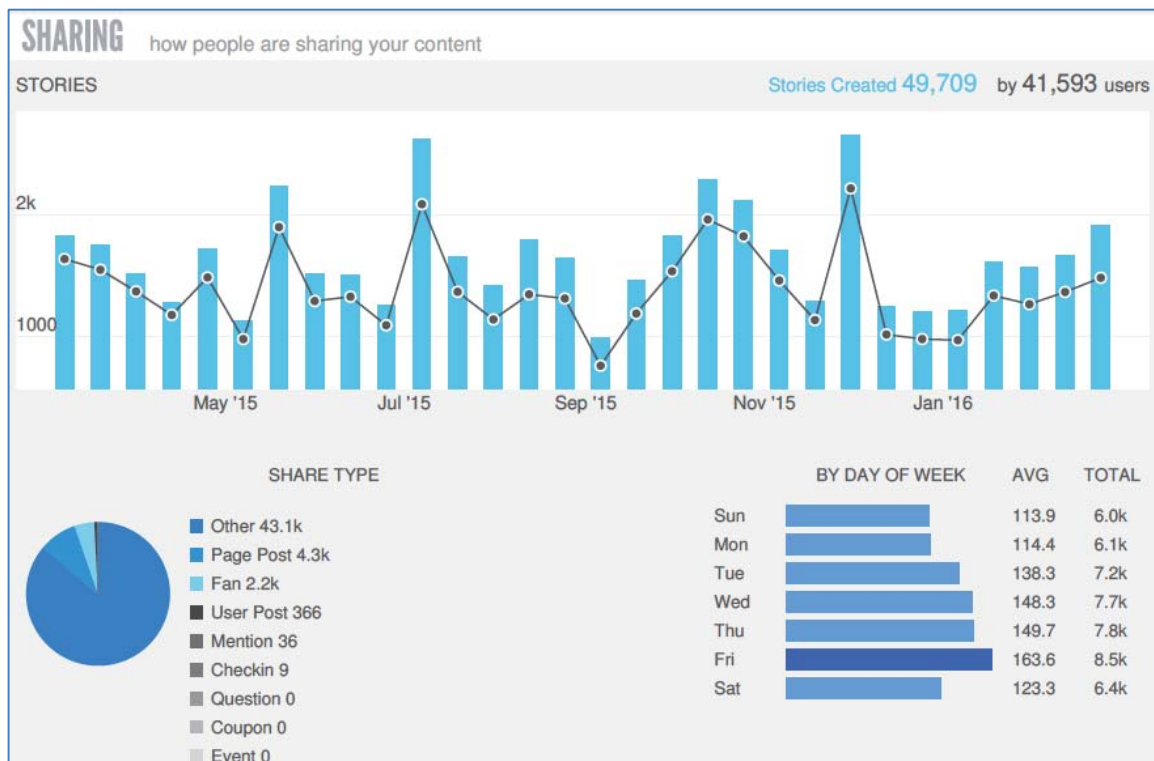 SHARING how people are sharing your content
STORIES Stories Created 49,709 by 41,593 users
2k
1000
May '15 Jul '15 Sep '15 Nov '15 Jan '16
SHARE TYPE
Other 43.1k
Page Post 4.3k
Fan 2.2k
User Post 366
Mention 36
Checkin 9
Question 0
Coupon 0
Event 0
BY DAY OF WEEK AVG TOTAL
Sun 113.9 6.0k
Mon 114.4 6.1k
Tue 138.3 7.2k
Wed 148.3 7.7k
Thu 149.7 7.8k
Fri 163.6 8.5k
Sat 123.3 6.4k